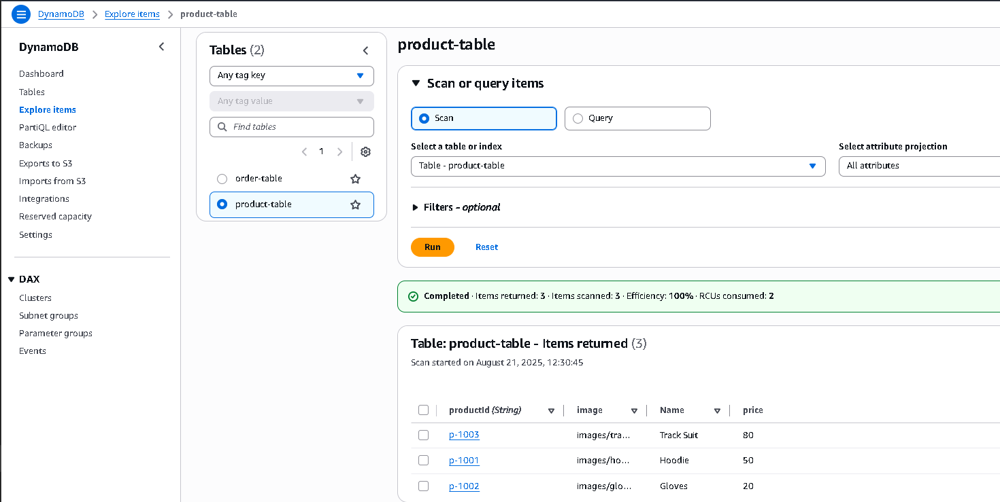 DynamoDB > Explore items > product-table
DynamoDB
Dashboard
Tables
Explore items
PartiQL editor
Backups
Exports to S3
Imports from S3
Integrations
Reserved capacity
Settings
DAX
Clusters
Subnet groups
Parameter groups
Events
Tables (2)
Any tag key
Any tag value
Find tables
1
order-table
product-table
product-table
Scan or query items
Scan Query
Select a table or index Select attribute projection
Table - product-table All attributes
Filters - optional
Run Reset
Completed · Items returned: 3 · Items scanned: 3 · Efficiency: 100% · RCUs consumed: 2
Table: product-table - Items returned (3)
Scan started on August 21, 2025, 12:30:45
productId (String) image Name price
p-1003 images/tra... Track Suit 80
p-1001 images/ho... Hoodie 50
p-1002 images/glo... Gloves 20